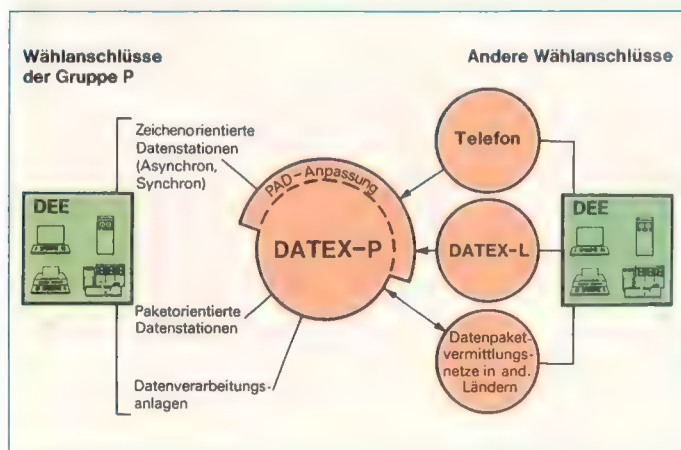 Wählanschlüsse
der Gruppe P
Andere Wählanschlüsse
Zeichenorientierte
Datenstationen
(Asynchron,
Synchron)
DEE
Paketorientierte
Datenstationen
Datenverarbeitungs-
anlagen
PAD-Anpassung
DATEX-P
Telefon
DATEX-L
Datenpaket-
vermittlungs-
netze in and.
Ländern
DEE